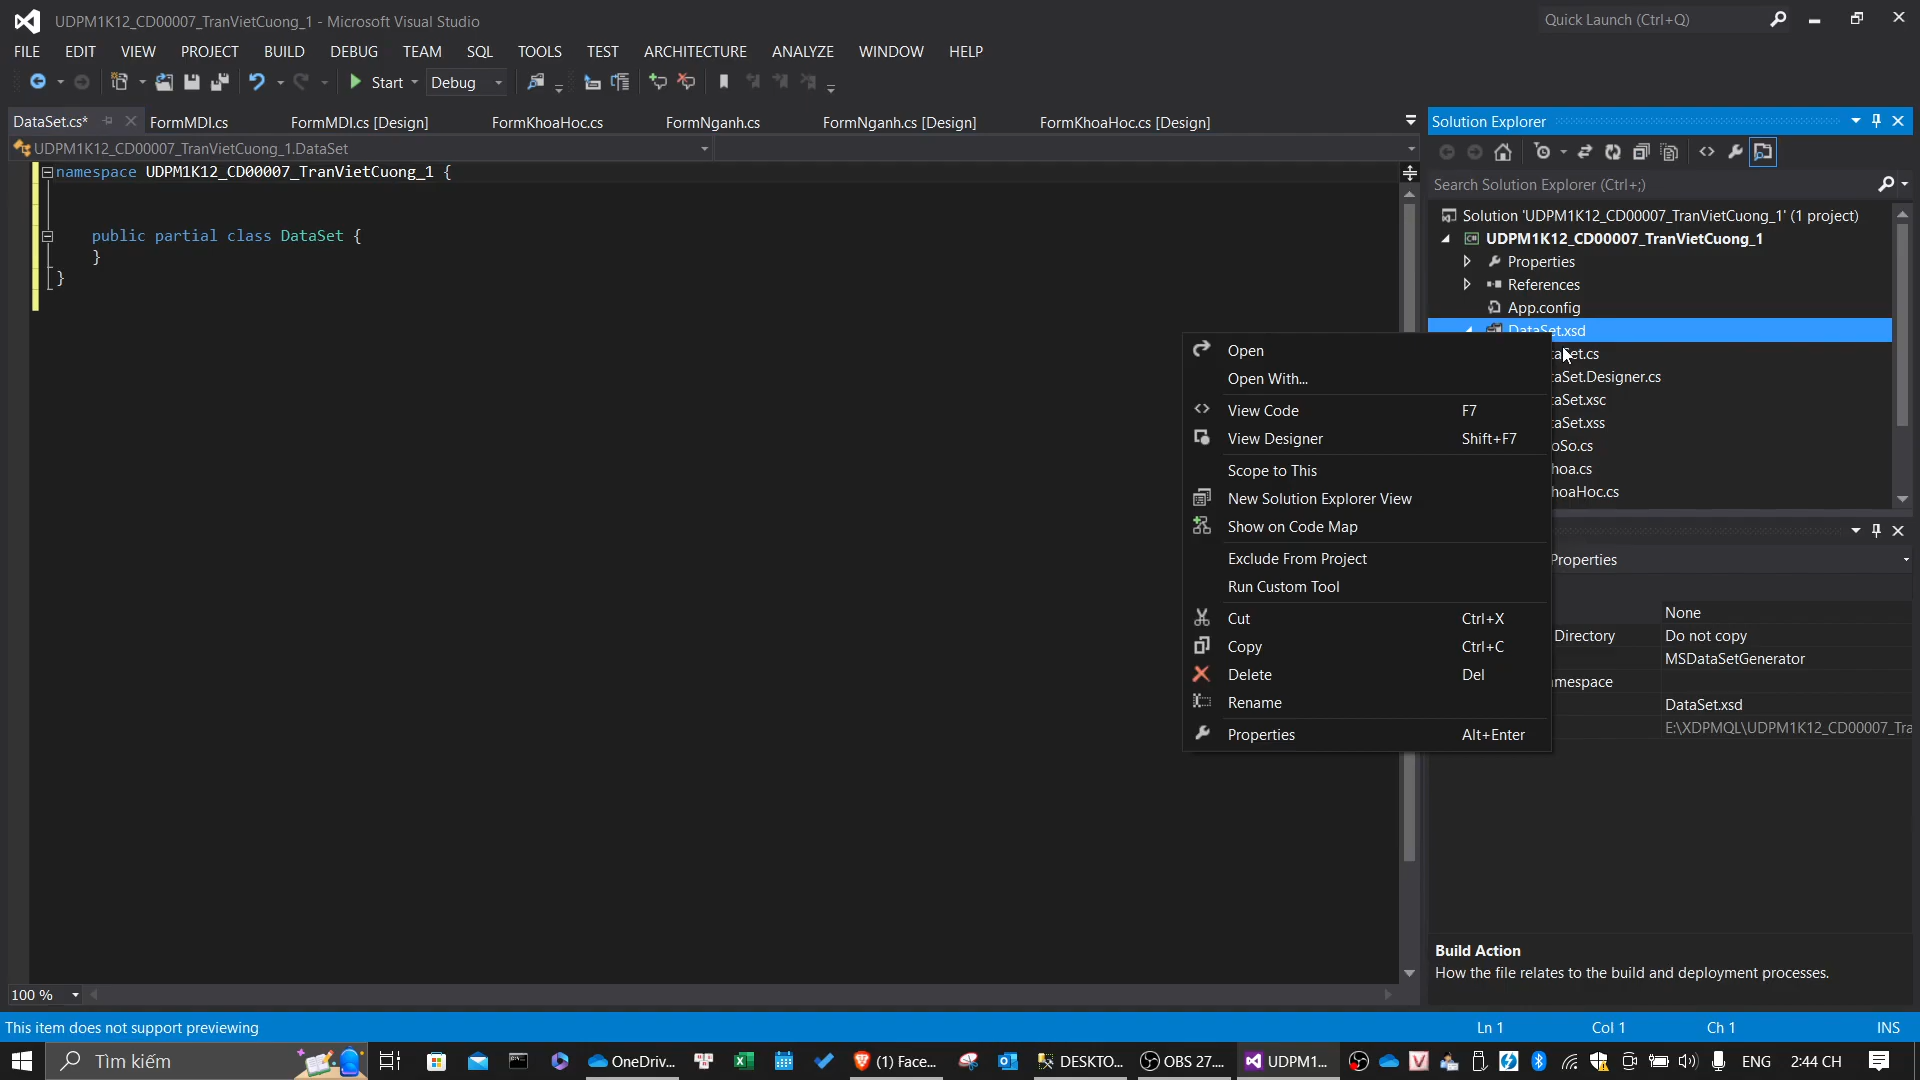 UDPM1K12_CD00007_TranVietCuong_1 - Microsoft Visual Studio
Quick Launch (Ctrl+Q)
FILE EDIT VIEW PROJECT BUILD DEBUG TEAM SQL TOOLS TEST ARCHITECTURE ANALYZE WINDOW HELP
Start Debug
DataSet.cs* FormMDI.cs FormMDI.cs [Design] FormKhoaHoc.cs FormNganh.cs FormNganh.cs [Design] FormKhoaHoc.cs [Design]
UDPM1K12_CD00007_TranVietCuong_1.DataSet
namespace UDPM1K12_CD00007_TranVietCuong_1 {
public partial class DataSet {
}
}
Solution Explorer
Search Solution Explorer (Ctrl+;)
Solution 'UDPM1K12_CD00007_TranVietCuong_1' (1 project)
UDPM1K12_CD00007_TranVietCuong_1
Properties
References
App.config
DataSet.xsd
aSet.cs
aSet.Designer.cs
aSet.xsc
aSet.xss
oSo.cs
hoa.cs
hoaHoc.cs
Open
Open With...
View Code F7
View Designer Shift+F7
Scope to This
New Solution Explorer View
Show on Code Map
Exclude From Project
Run Custom Tool
Cut Ctrl+X
Copy Ctrl+C
Delete Del
Rename
Properties Alt+Enter
Properties
None
Directory Do not copy
MSDataSetGenerator
mespace
DataSet.xsd
E:\XDPMQL\UDPM1K12_CD00007_Tra
Build Action
How the file relates to the build and deployment processes.
100 %
This item does not support previewing
Ln 1 Col 1 Ch 1 INS
Tìm kiếm
OneDriv... (1) Face... DESKTO... OBS 27.... UDPM1... ENG 2:44 CH